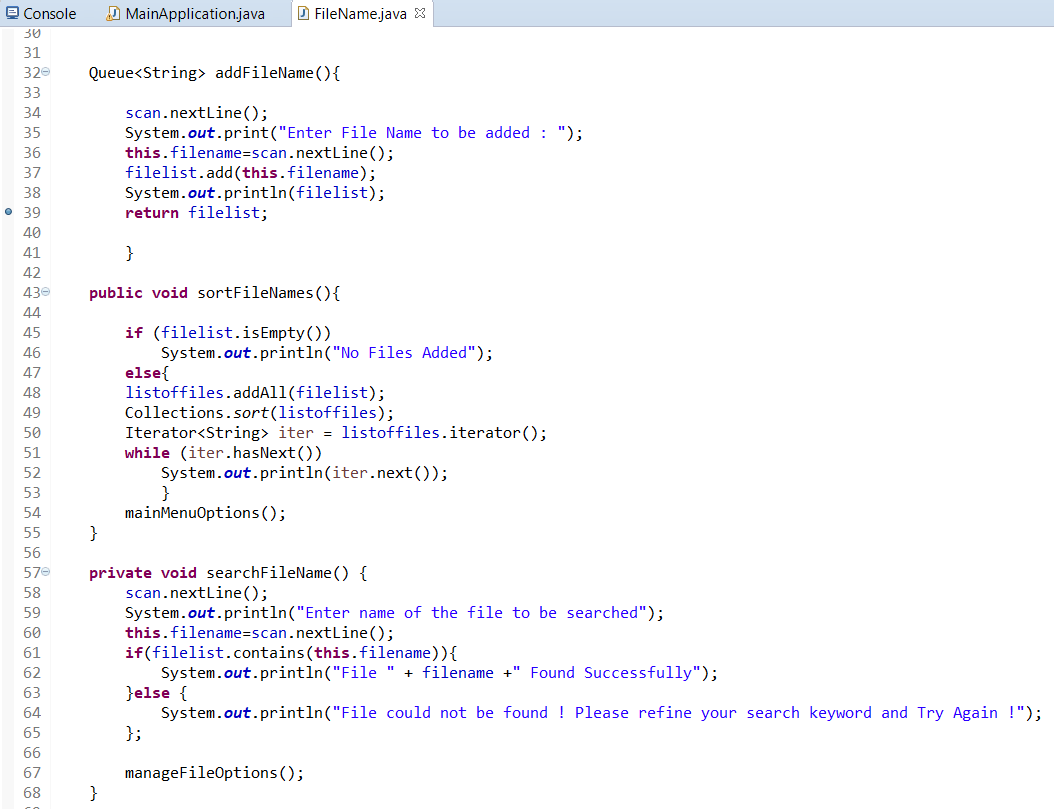 Console MainApplication.java FileName.java
30
31
32 Queue<String> addFileName(){
33
34 scan.nextLine();
35 System.out.print("Enter File Name to be added : ");
36 this.filename=scan.nextLine();
37 filelist.add(this.filename);
38 System.out.println(filelist);
39 return filelist;
40
41 }
42
43 public void sortFileNames(){
44
45 if (filelist.isEmpty())
46 System.out.println("No Files Added");
47 else{
48 listoffiles.addAll(filelist);
49 Collections.sort(listoffiles);
50 Iterator<String> iter = listoffiles.iterator();
51 while (iter.hasNext())
52 System.out.println(iter.next());
53 }
54 mainMenuOptions();
55 }
56
57 private void searchFileName() {
58 scan.nextLine();
59 System.out.println("Enter name of the file to be searched");
60 this.filename=scan.nextLine();
61 if(filelist.contains(this.filename)){
62 System.out.println("File " + filename +" Found Successfully");
63 }else {
64 System.out.println("File could not be found ! Please refine your search keyword and Try Again !");
65 };
66
67 manageFileOptions();
68 }